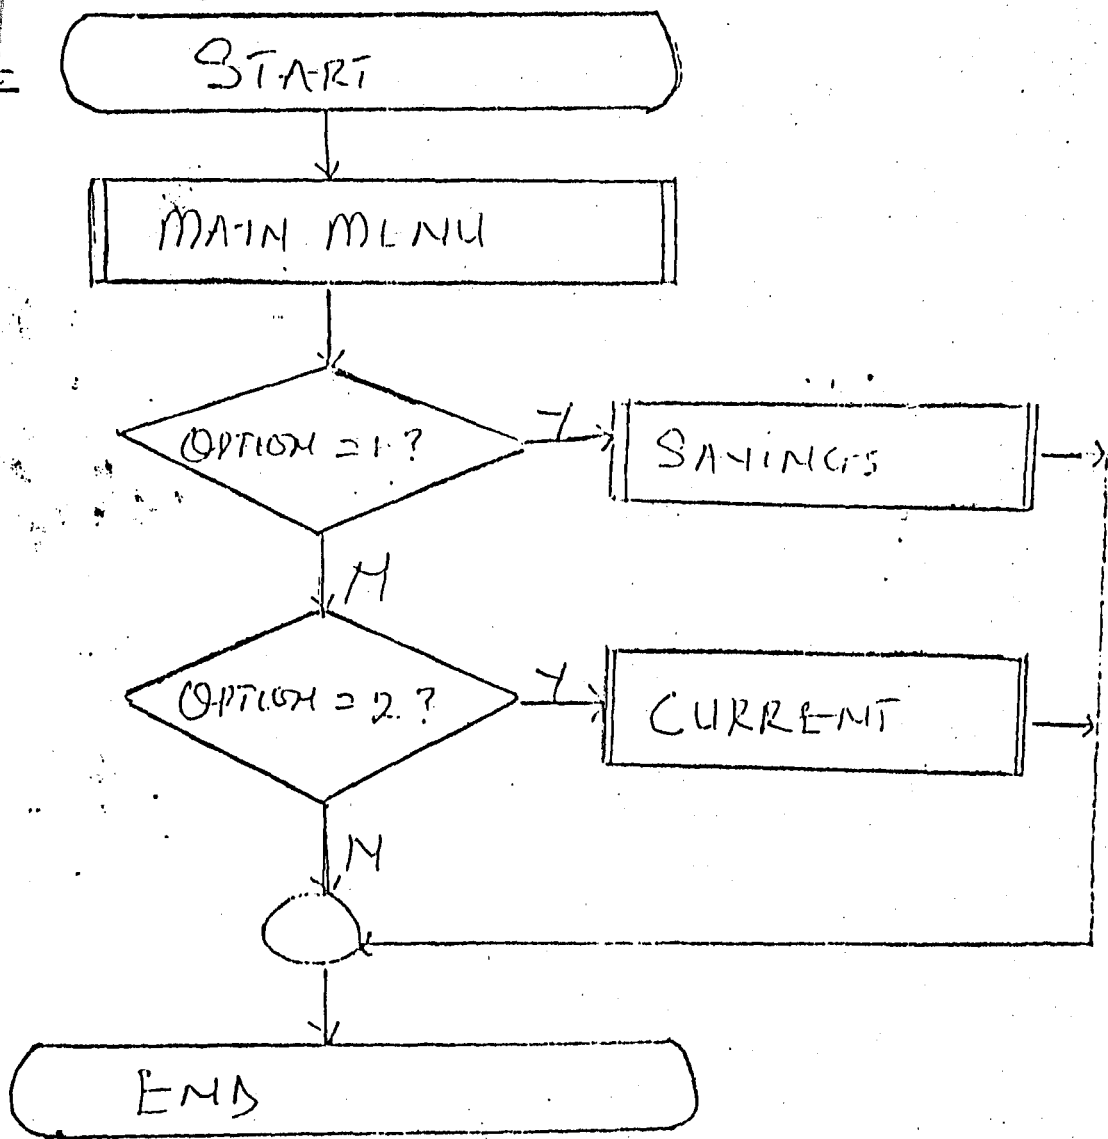 START
MAIN MENU
OPTION = 1 ?
Y
SAVINGS
N
OPTION = 2 ?
Y
CURRENT
N
END